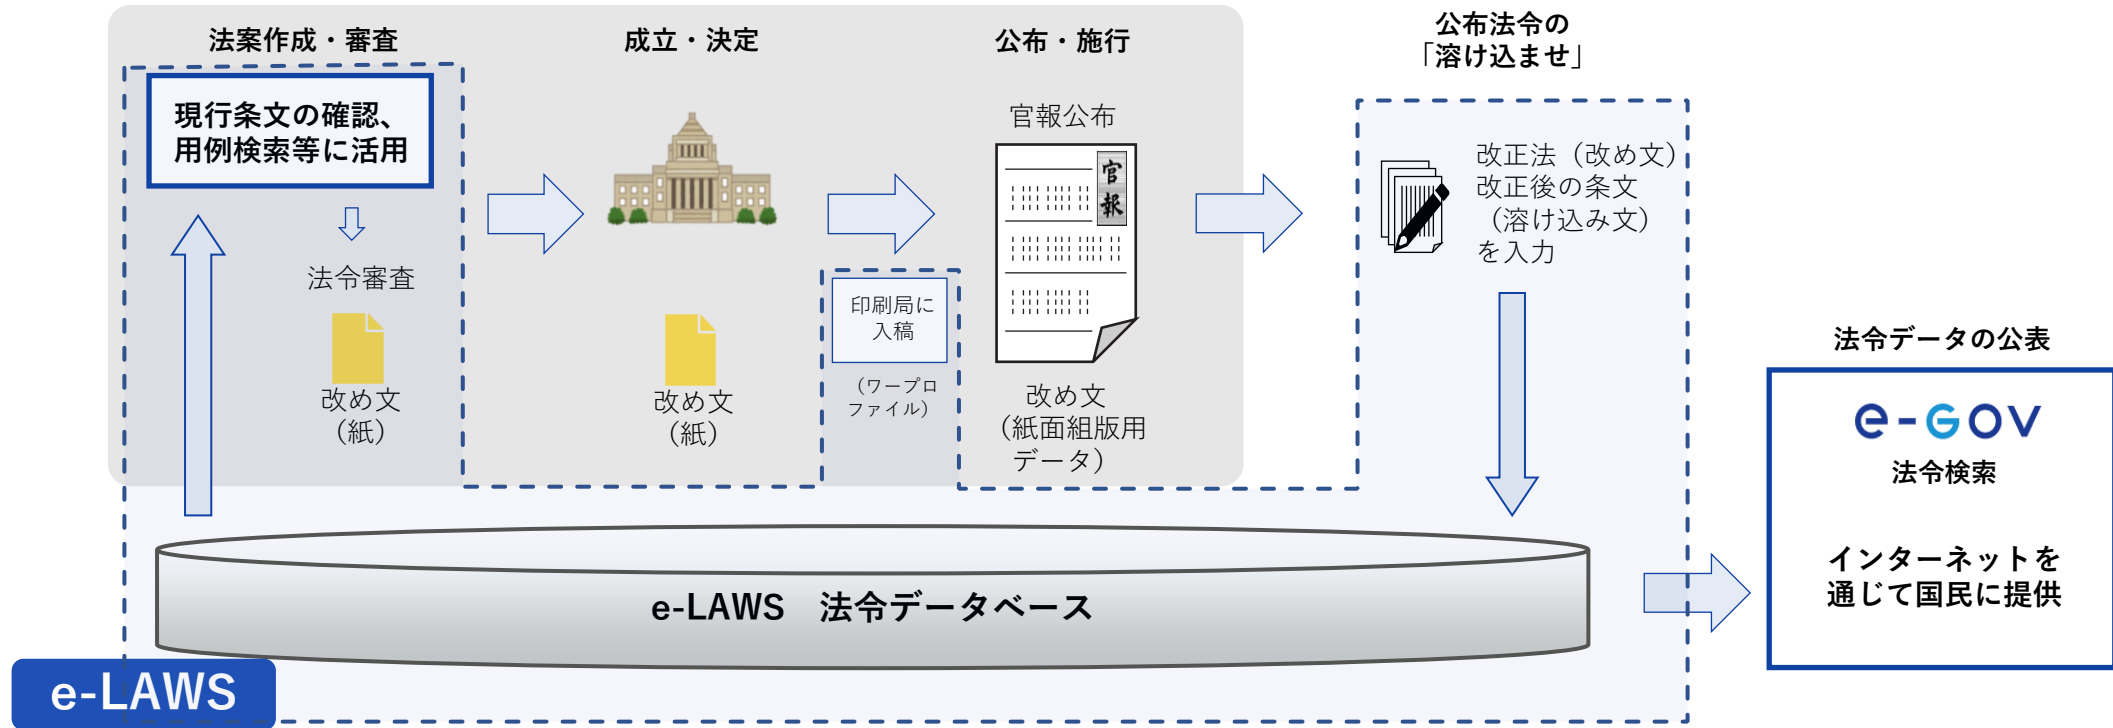 法案作成・審査
現行条文の確認、
用例検索等に活用
法令審査
改め文
（紙）
成立・決定
改め文
（紙）
印刷局に
入稿
（ワープロ
ファイル）
公布・施行
官報公布
官報
改め文
（紙面組版用
データ）
公布法令の
「溶け込ませ」
改正法（改め文）
改正後の条文
（溶け込み文）
を入力
法令データの公表
e-GOV
法令検索
インターネットを
通じて国民に提供
e-LAWS　法令データベース
e-LAWS